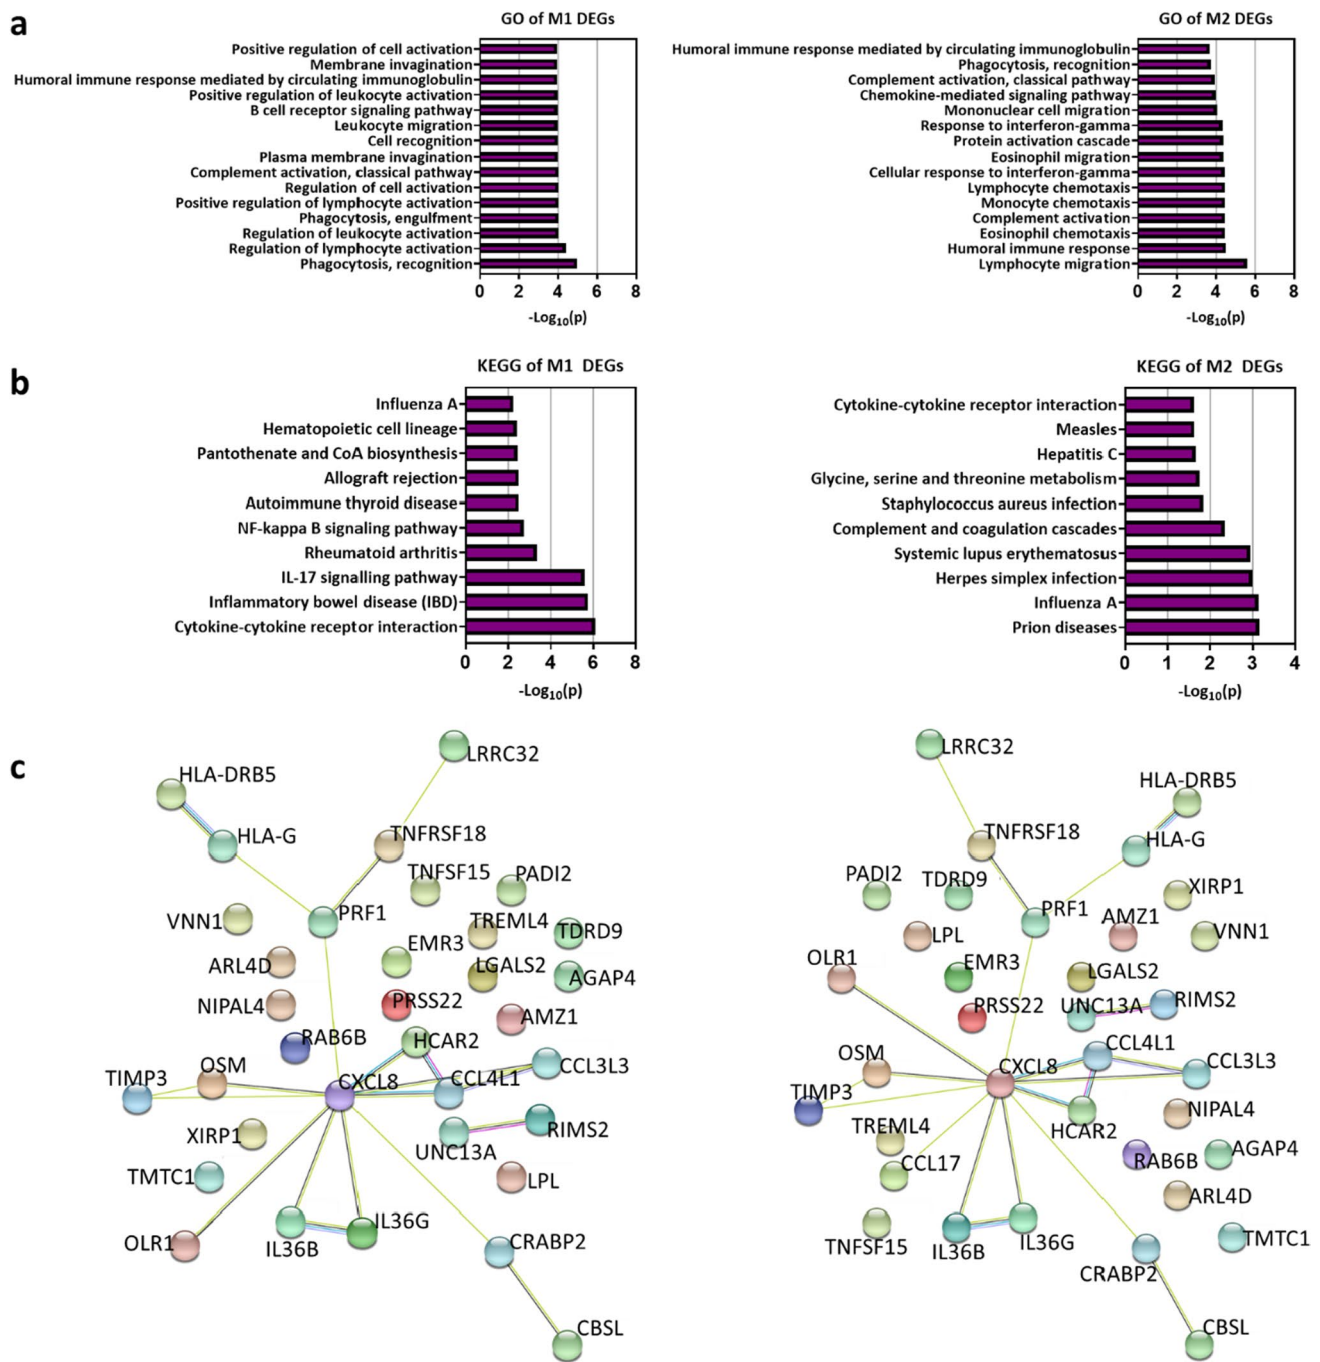 a
GO of M1 DEGs
Positive regulation of cell activation
Membrane invagination
Humoral immune response mediated by circulating immunoglobulin
Positive regulation of leukocyte activation
B cell receptor signaling pathway
Leukocyte migration
Cell recognition
Plasma membrane invagination
Complement activation, classical pathway
Regulation of cell activation
Positive regulation of lymphocyte activation
Phagocytosis, engulfment
Regulation of leukocyte activation
Regulation of lymphocyte activation
Phagocytosis, recognition
0 2 4 6 8
-Log10(p)
GO of M2 DEGs
Humoral immune response mediated by circulating immunoglobulin
Phagocytosis, recognition
Complement activation, classical pathway
Chemokine-mediated signaling pathway
Mononuclear cell migration
Response to interferon-gamma
Protein activation cascade
Eosinophil migration
Cellular response to interferon-gamma
Lymphocyte chemotaxis
Monocyte chemotaxis
Complement activation
Eosinophil chemotaxis
Humoral immune response
Lymphocyte migration
0 2 4 6 8
-Log10(p)
b
KEGG of M1 DEGs
Influenza A
Hematopoietic cell lineage
Pantothenate and CoA biosynthesis
Allograft rejection
Autoimmune thyroid disease
NF-kappa B signaling pathway
Rheumatoid arthritis
IL-17 signalling pathway
Inflammatory bowel disease (IBD)
Cytokine-cytokine receptor interaction
0 2 4 6 8
-Log10(p)
KEGG of M2 DEGs
Cytokine-cytokine receptor interaction
Measles
Hepatitis C
Glycine, serine and threonine metabolism
Staphylococcus aureus infection
Complement and coagulation cascades
Systemic lupus erythematosus
Herpes simplex infection
Influenza A
Prion diseases
0 1 2 3 4
-Log10(p)
c
LRRC32
HLA-DRB5
HLA-G
TNFRSF18
TNFSF15
PADI2
VNN1
PRF1
TREML4
TDRD9
EMR3
ARL4D
LGALS2
AGAP4
NIPAL4
PRSS22
AMZ1
RAB6B
HCAR2
OSM
CCL3L3
TIMP3
CXCL8
CCL4L1
XIRP1
RIMS2
UNC13A
TMTC1
LPL
OLR1
IL36B
IL36G
CRABP2
CBSL
LRRC32
HLA-DRB5
TNFRSF18
HLA-G
PADI2
TDRD9
XIRP1
PRF1
AMZ1
LPL
VNN1
OLR1
EMR3
LGALS2
PRSS22
UNC13A
RIMS2
OSM
CCL4L1
CXCL8
CCL3L3
TIMP3
NIPAL4
TREML4
HCAR2
CCL17
RAB6B
AGAP4
ARL4D
TNFSF15
IL36B
IL36G
TMTC1
CRABP2
CBSL